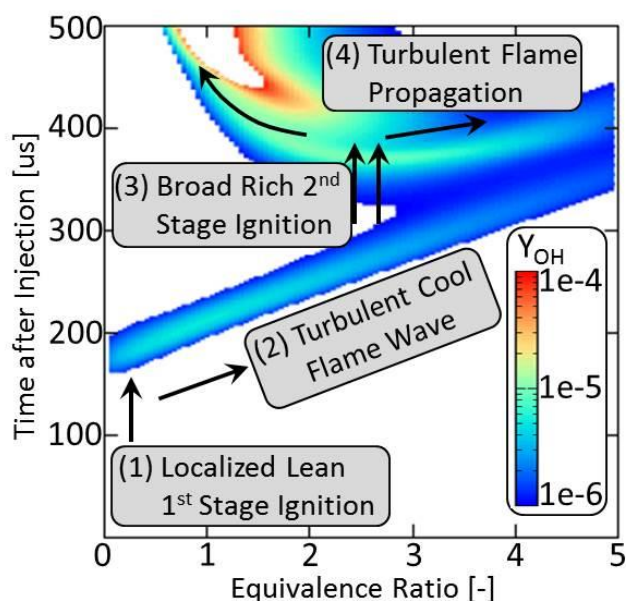 500
400
300
200
100
Time after Injection [us]
(4) Turbulent Flame
Propagation
(3) Broad Rich 2nd
Stage Ignition
(2) Turbulent Cool
Flame Wave
(1) Localized Lean
1st Stage Ignition
YOH
1e-4
1e-5
1e-6
0 1 2 3 4 5
Equivalence Ratio [-]